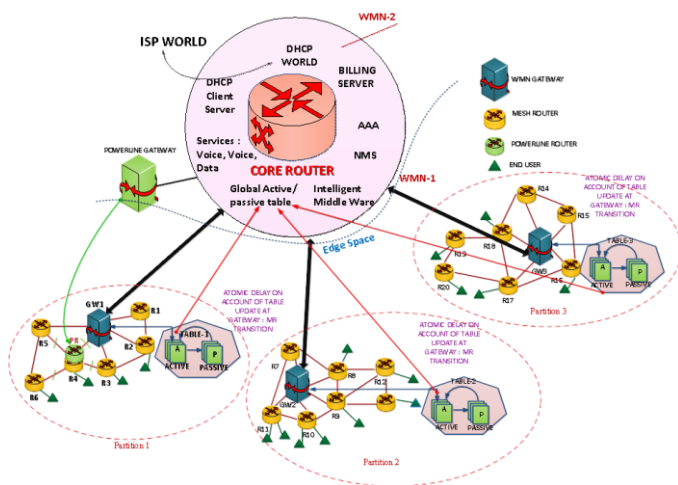 WMN-2
ISP WORLD
DHCP
WORLD
BILLING
SERVER
DHCP
Client
Server
AAA
NMS
Services :
Voice, Voice,
Data
CORE ROUTER
Global Active/
passive table
Intelligent
Middle Ware
WMN-1
Edge Space
POWERLINE GATEWAY
WMN GATEWAY
MESH ROUTER
POWERLINE ROUTER
END USER
ATOMIC DELAY ON
ACCOUNT OF TABLE
UPDATE AT
GATEWAY : MR
TRANSITION
R14
R15
R18
R19
R20
R17
R16
GW3
TABLE-3
A
P
ACTIVE
PASSIVE
Partition 3
ATOMIC DELAY ON
ACCOUNT OF TABLE
UPDATE AT
GATEWAY : MR
TRANSITION
GW1
R1
R5
PR
R2
R4
R3
R6
TABLE-1
A
P
ACTIVE
PASSIVE
Partition 1
ATOMIC DELAY ON
ACCOUNT OF TABLE
UPDATE AT
GATEWAY : MR
TRANSITION
R7
R8
R12
GW2
R9
R11
R10
TABLE-2
A
P
ACTIVE
PASSIVE
Partition 2